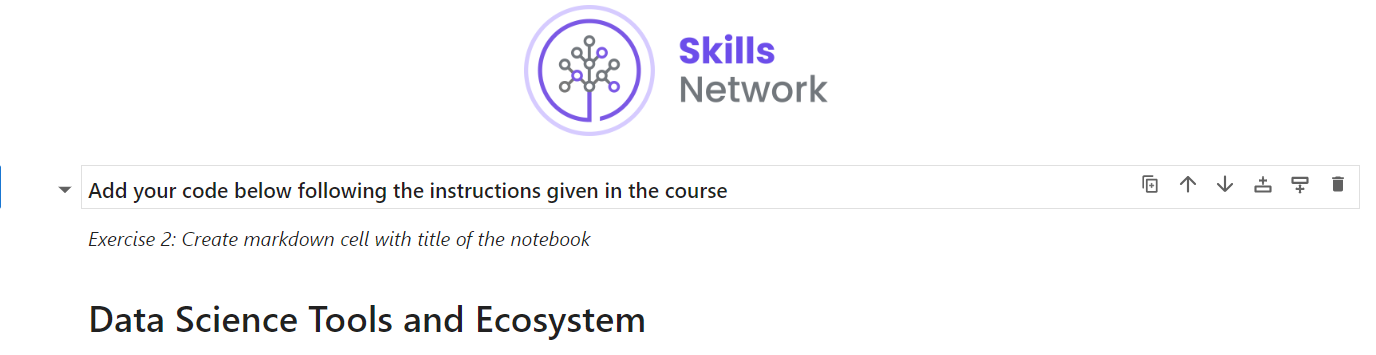 Skills
Network
Add your code below following the instructions given in the course
Exercise 2: Create markdown cell with title of the notebook
Data Science Tools and Ecosystem